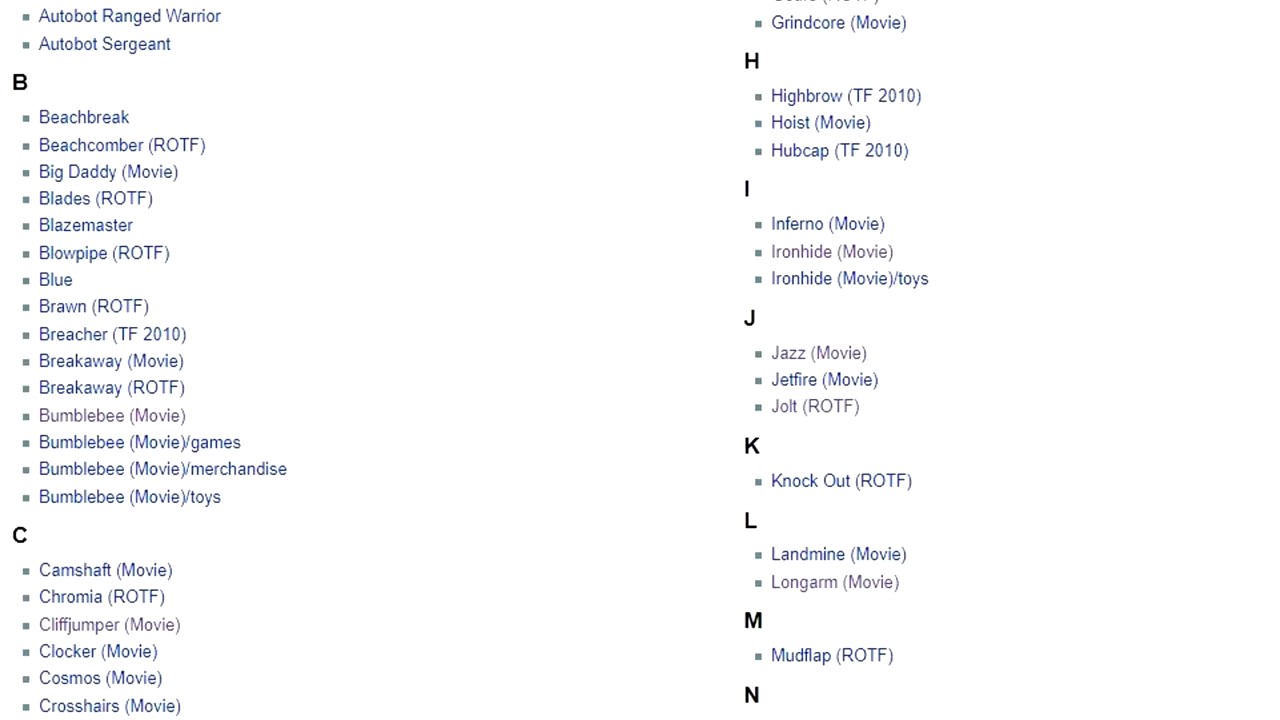 Autobot Ranged Warrior
Autobot Sergeant
B
Beachbreak
Beachcomber (ROTF)
Big Daddy (Movie)
Blades (ROTF)
Blazemaster
Blowpipe (ROTF)
Blue
Brawn (ROTF)
Breacher (TF 2010)
Breakaway (Movie)
Breakaway (ROTF)
Bumblebee (Movie)
Bumblebee (Movie)/games
Bumblebee (Movie)/merchandise
Bumblebee (Movie)/toys
C
Camshaft (Movie)
Chromia (ROTF)
Cliffjumper (Movie)
Clocker (Movie)
Cosmos (Movie)
Crosshairs (Movie)
Grindcore (Movie)
H
Highbrow (TF 2010)
Hoist (Movie)
Hubcap (TF 2010)
I
Inferno (Movie)
Ironhide (Movie)
Ironhide (Movie)/toys
J
Jazz (Movie)
Jetfire (Movie)
Jolt (ROTF)
K
Knock Out (ROTF)
L
Landmine (Movie)
Longarm (Movie)
M
Mudflap (ROTF)
N